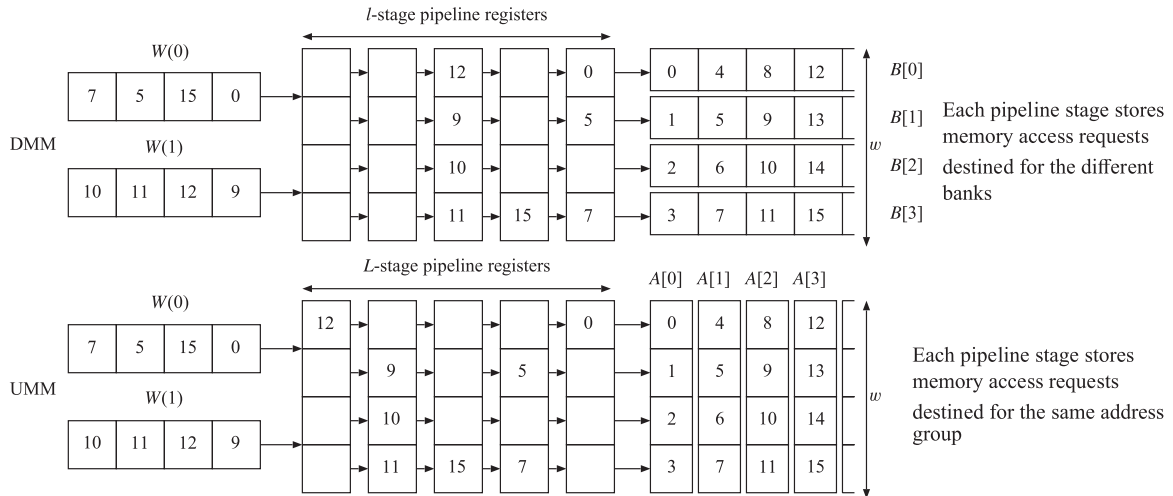 l-stage pipeline registers
W(0)
7 5 15 0
DMM
W(1)
10 11 12 9
12 0
9 5
10
11 15 7
0 4 8 12
1 5 9 13
2 6 10 14
3 7 11 15
B[0]
B[1]
B[2]
B[3]
w
Each pipeline stage stores
memory access requests
destined for the different
banks
L-stage pipeline registers
A[0] A[1] A[2] A[3]
W(0)
7 5 15 0
UMM
W(1)
10 11 12 9
12 0
9 5
10
11 15 7
0 4 8 12
1 5 9 13
2 6 10 14
3 7 11 15
w
Each pipeline stage stores
memory access requests
destined for the same address
group